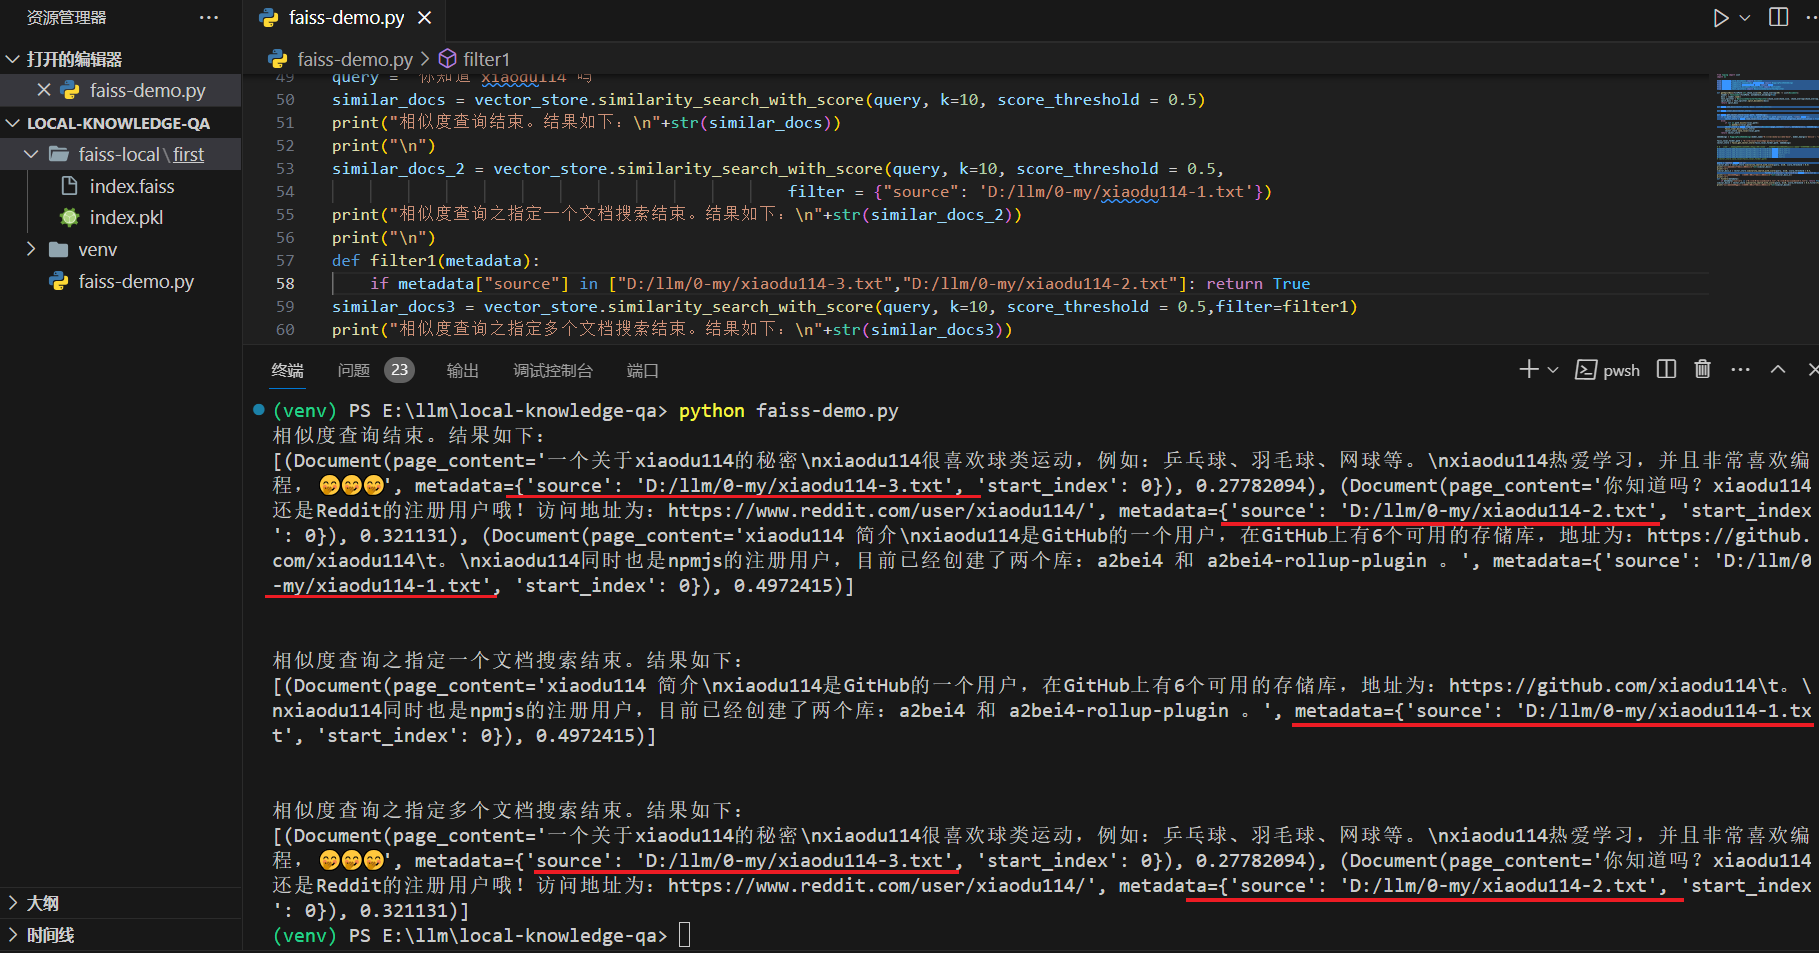 资源管理器
faiss-demo.py
打开的编辑器
faiss-demo.py
LOCAL-KNOWLEDGE-QA
faiss-local\first
index.faiss
index.pkl
venv
faiss-demo.py
大纲
时间线
faiss-demo.py > filter1
49 query = "你知道 xiaodu114 吗"
50 similar_docs = vector_store.similarity_search_with_score(query, k=10, score_threshold = 0.5)
51 print("相似度查询结束。结果如下：\n"+str(similar_docs))
52 print("\n")
53 similar_docs_2 = vector_store.similarity_search_with_score(query, k=10, score_threshold = 0.5,
54 filter = {"source": 'D:/llm/0-my/xiaodu114-1.txt'})
55 print("相似度查询之指定一个文档搜索结束。结果如下：\n"+str(similar_docs_2))
56 print("\n")
57 def filter1(metadata):
58 if metadata["source"] in ["D:/llm/0-my/xiaodu114-3.txt","D:/llm/0-my/xiaodu114-2.txt"]: return True
59 similar_docs3 = vector_store.similarity_search_with_score(query, k=10, score_threshold = 0.5,filter=filter1)
60 print("相似度查询之指定多个文档搜索结束。结果如下：\n"+str(similar_docs3))
终端 问题 23 输出 调试控制台 端口 pwsh
(venv) PS E:\llm\local-knowledge-qa> python faiss-demo.py
相似度查询结束。结果如下：
[(Document(page_content='一个关于xiaodu114的秘密\nxiaodu114很喜欢球类运动，例如：乒乓球、羽毛球、网球等。\nxiaodu114热爱学习，并且非常喜欢编
程，🤭🤭🤭', metadata={'source': 'D:/llm/0-my/xiaodu114-3.txt', 'start_index': 0}), 0.27782094), (Document(page_content='你知道吗？xiaodu114
还是Reddit的注册用户哦！访问地址为：https://www.reddit.com/user/xiaodu114/', metadata={'source': 'D:/llm/0-my/xiaodu114-2.txt', 'start_index
': 0}), 0.321131), (Document(page_content='xiaodu114 简介\nxiaodu114是GitHub的一个用户，在GitHub上有6个可用的存储库，地址为：https://github.
com/xiaodu114\t。\nxiaodu114同时也是npmjs的注册用户，目前已经创建了两个库：a2bei4 和 a2bei4-rollup-plugin 。', metadata={'source': 'D:/llm/0
-my/xiaodu114-1.txt', 'start_index': 0}), 0.4972415)]
相似度查询之指定一个文档搜索结束。结果如下：
[(Document(page_content='xiaodu114 简介\nxiaodu114是GitHub的一个用户，在GitHub上有6个可用的存储库，地址为：https://github.com/xiaodu114\t。\
nxiaodu114同时也是npmjs的注册用户，目前已经创建了两个库：a2bei4 和 a2bei4-rollup-plugin 。', metadata={'source': 'D:/llm/0-my/xiaodu114-1.tx
t', 'start_index': 0}), 0.4972415)]
相似度查询之指定多个文档搜索结束。结果如下：
[(Document(page_content='一个关于xiaodu114的秘密\nxiaodu114很喜欢球类运动，例如：乒乓球、羽毛球、网球等。\nxiaodu114热爱学习，并且非常喜欢编
程，🤭🤭🤭', metadata={'source': 'D:/llm/0-my/xiaodu114-3.txt', 'start_index': 0}), 0.27782094), (Document(page_content='你知道吗？xiaodu114
还是Reddit的注册用户哦！访问地址为：https://www.reddit.com/user/xiaodu114/', metadata={'source': 'D:/llm/0-my/xiaodu114-2.txt', 'start_index
': 0}), 0.321131)]
(venv) PS E:\llm\local-knowledge-qa>